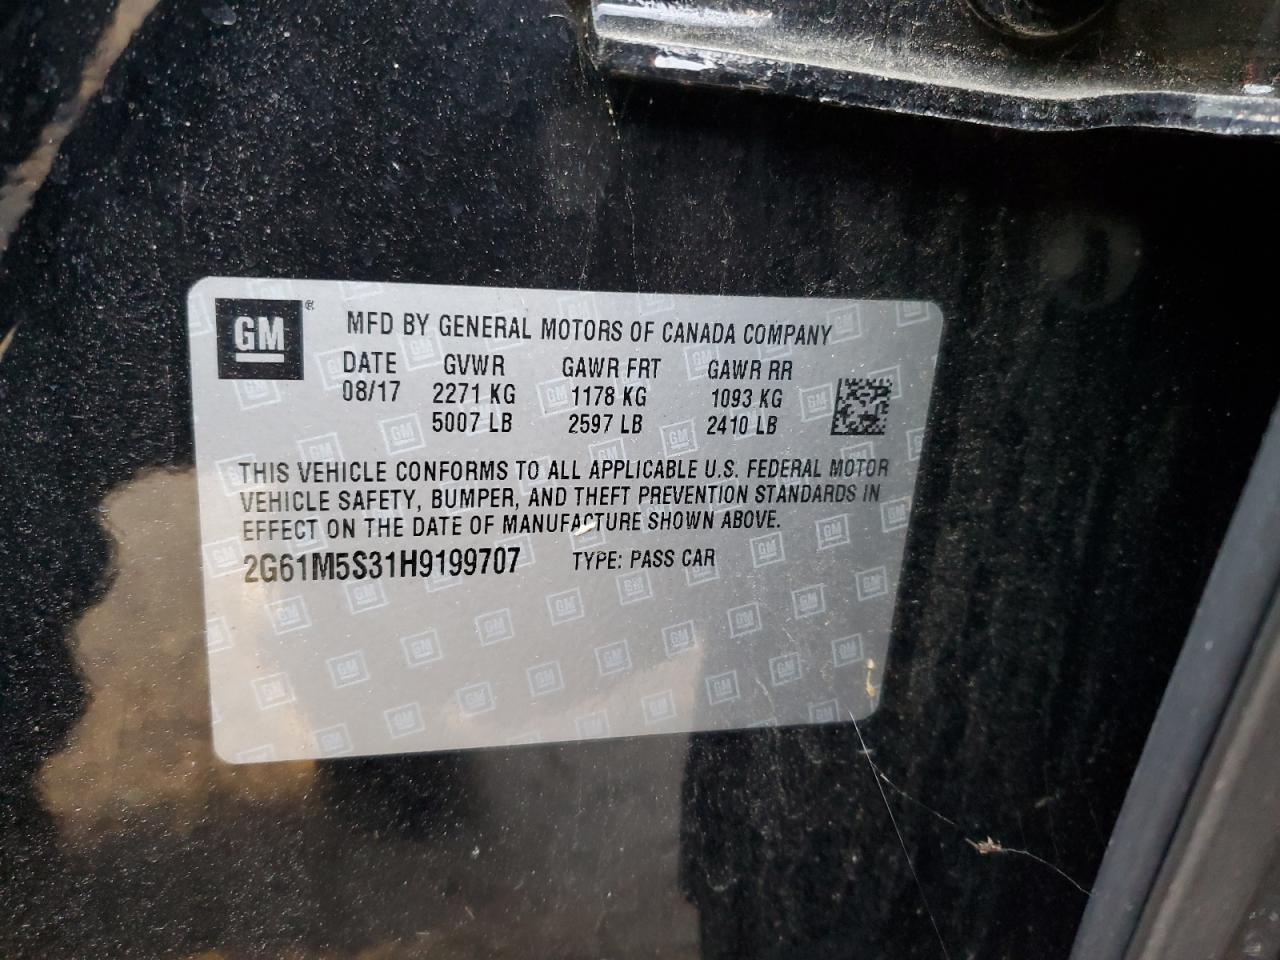 GM®
MFD BY GENERAL MOTORS OF CANADA COMPANY
DATE GVWR GAWR FRT GAWR RR
08/17 2271 KG 1178 KG 1093 KG
5007 LB 2597 LB 2410 LB
THIS VEHICLE CONFORMS TO ALL APPLICABLE U.S. FEDERAL MOTOR
VEHICLE SAFETY, BUMPER, AND THEFT PREVENTION STANDARDS IN
EFFECT ON THE DATE OF MANUFACTURE SHOWN ABOVE.
2G61M5S31H9199707 TYPE: PASS CAR